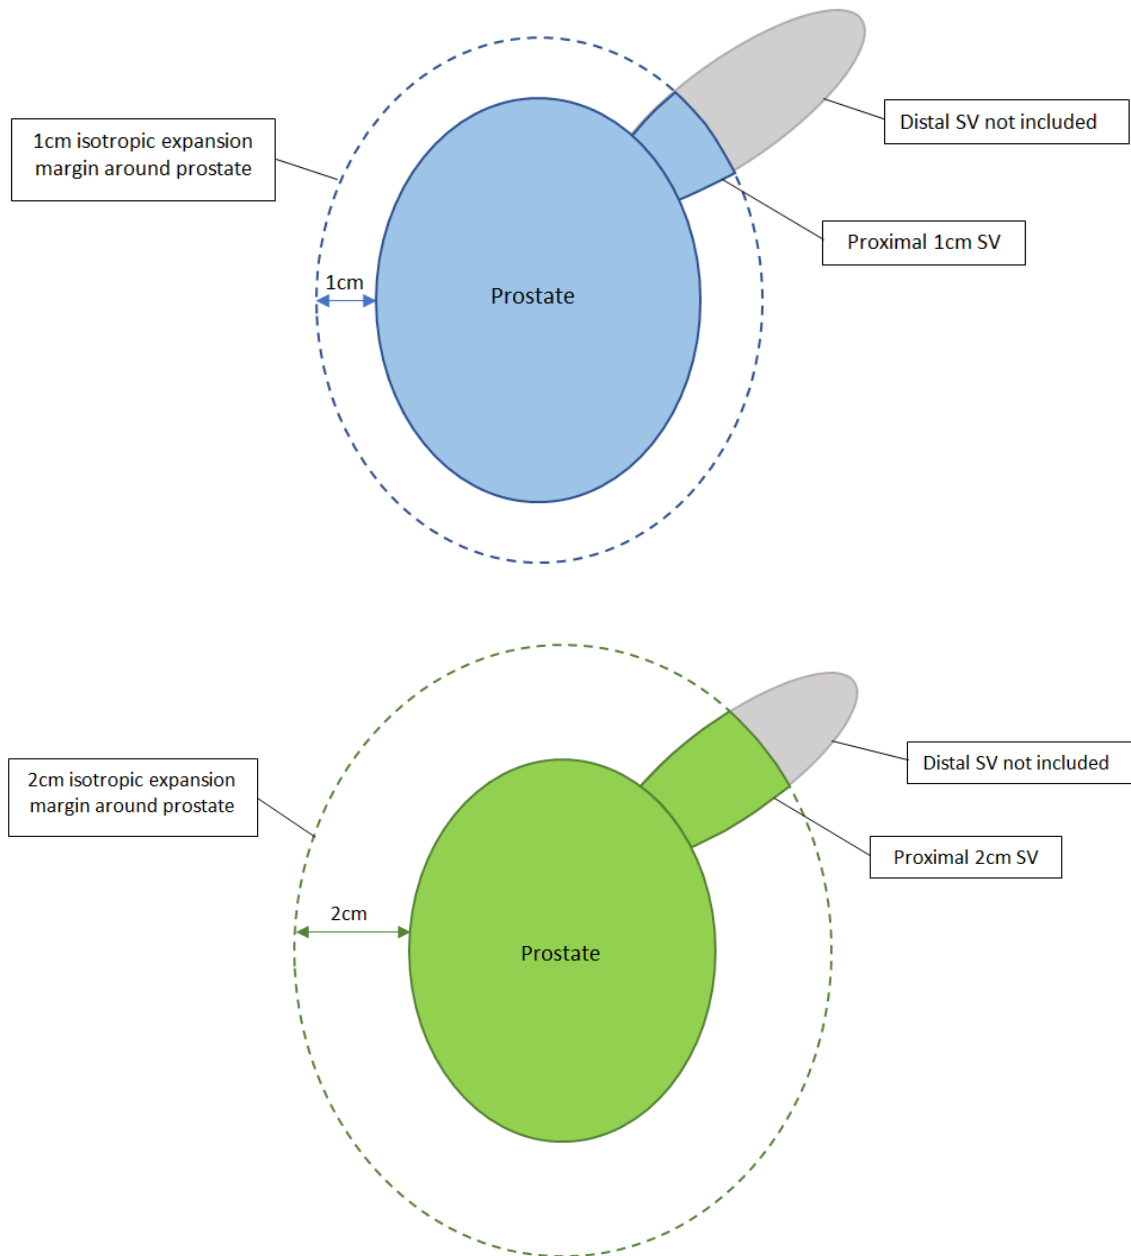 1cm isotropic expansion
margin around prostate
Distal SV not included
Proximal 1cm SV
1cm
Prostate
2cm isotropic expansion
margin around prostate
Distal SV not included
Proximal 2cm SV
2cm
Prostate